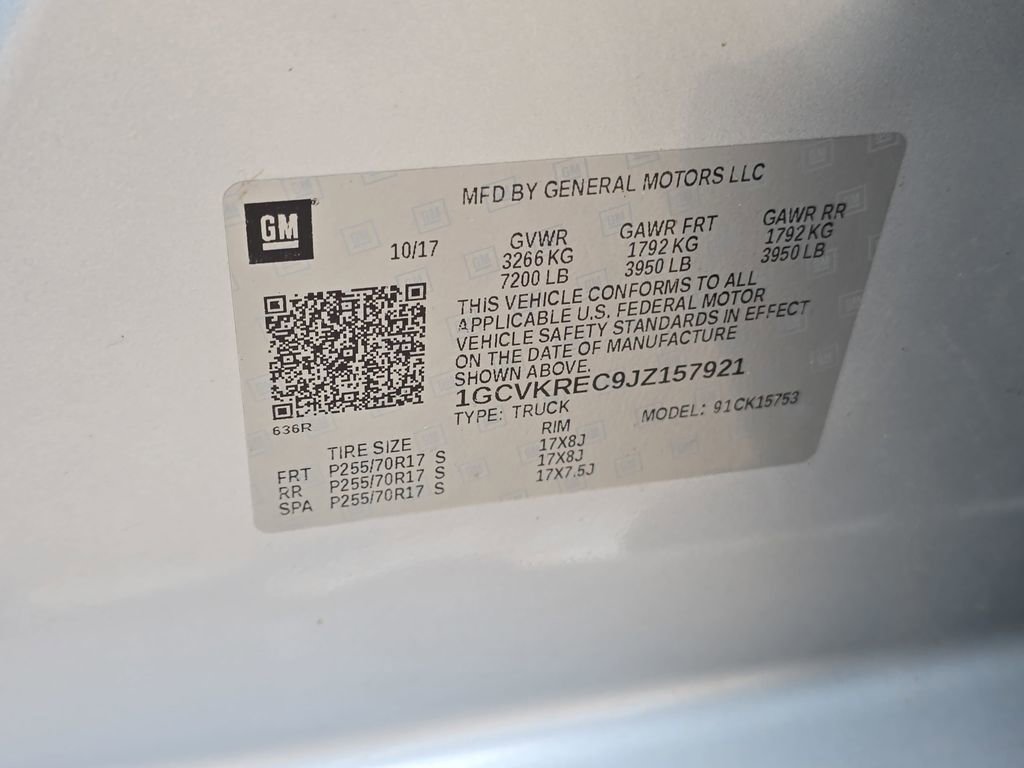 MFD BY GENERAL MOTORS LLC
GM
10/17
GVWR
3266 KG
7200 LB
GAWR FRT
1792 KG
3950 LB
GAWR RR
1792 KG
3950 LB
THIS VEHICLE CONFORMS TO ALL
APPLICABLE U.S. FEDERAL MOTOR
VEHICLE SAFETY STANDARDS IN EFFECT
ON THE DATE OF MANUFACTURE
SHOWN ABOVE.
1GCVKREC9JZ157921
TYPE: TRUCK
MODEL: 91CK15753
636R
TIRE SIZE RIM
FRT P255/70R17 S 17X8J
RR P255/70R17 S 17X8J
SPA P255/70R17 S 17X7.5J